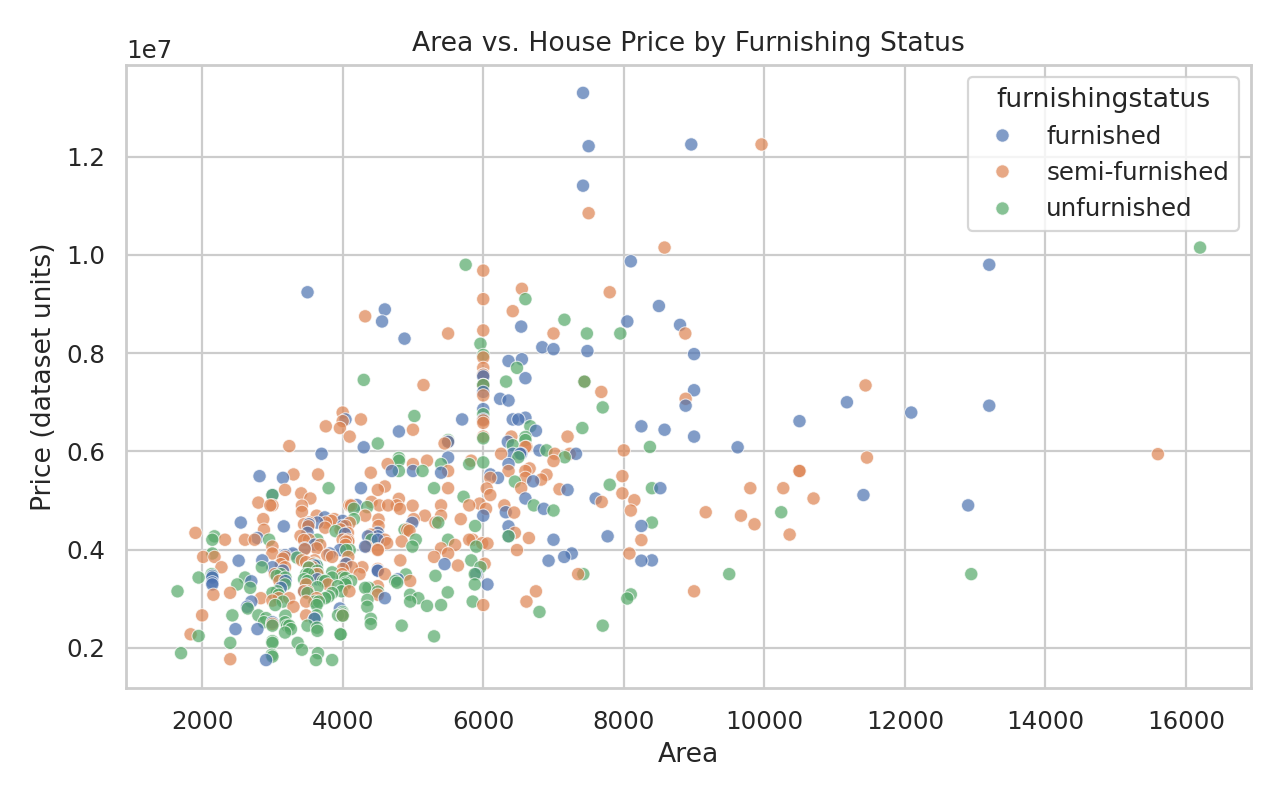 Area vs. House Price by Furnishing Status
1e7
furnishingstatus
furnished
semi-furnished
unfurnished
1.2
1.0
0.8
0.6
0.4
0.2
Price (dataset units)
2000 4000 6000 8000 10000 12000 14000 16000
Area